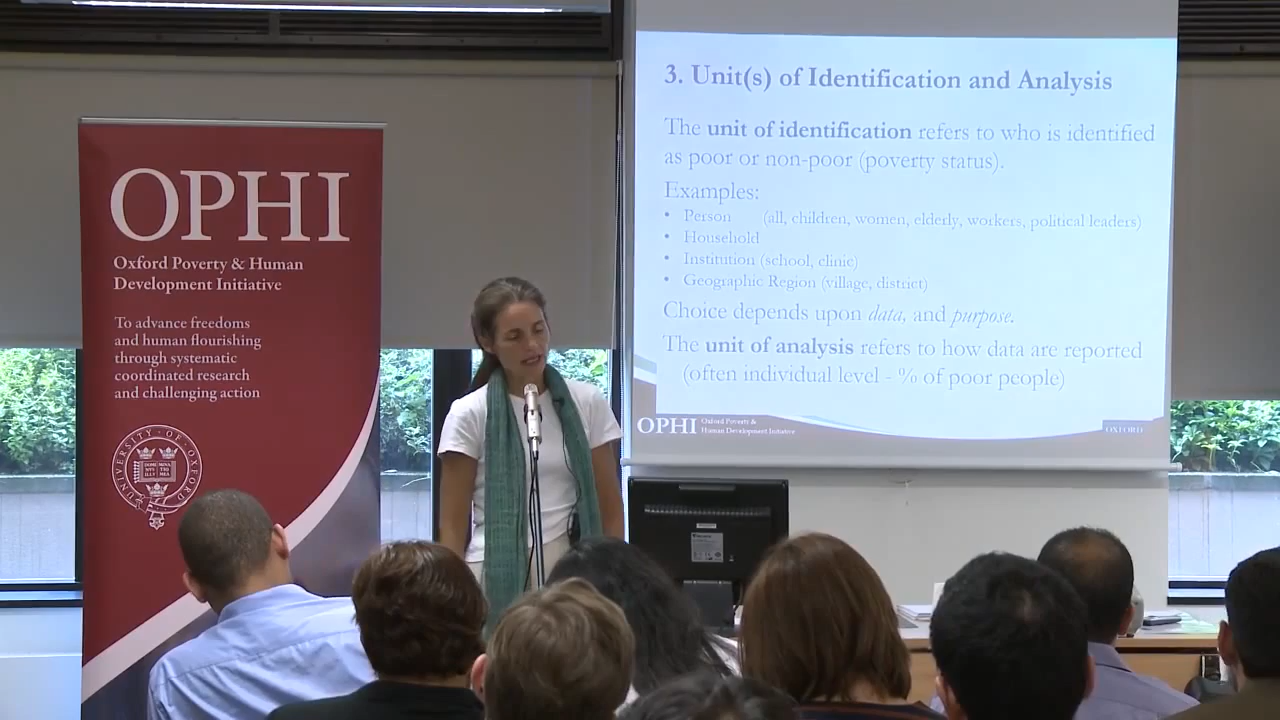 OPHI
Oxford Poverty & Human
Development Initiative
To advance freedoms
and human flourishing
through systematic
coordinated research
and challenging action
UNIVERSITY OF OXFORD
3. Unit(s) of Identification and Analysis
The unit of identification refers to who is identified
as poor or non-poor (poverty status).
Examples:
• Person (all, children, women, elderly, workers, political leaders)
• Household
• Institution (school, clinic)
• Geographic Region (village, district)
Choice depends upon data, and purpose.
The unit of analysis refers to how data are reported
(often individual level - % of poor people)
OPHI
Oxford Poverty &
Human Development Initiative
OXFORD